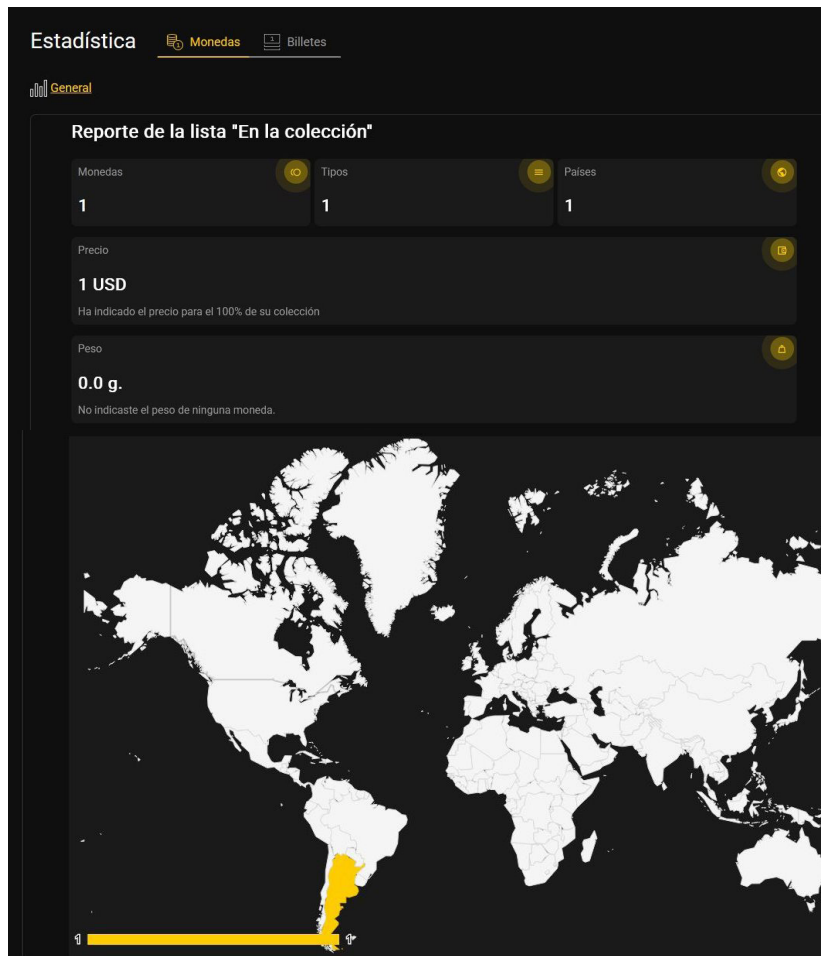 Estadística
Monedas
Billetes
General
Reporte de la lista "En la colección"
Monedas
1
Tipos
1
Países
1
Precio
1 USD
Ha indicado el precio para el 100% de su colección
Peso
0.0 g.
No indicaste el peso de ninguna moneda.
1